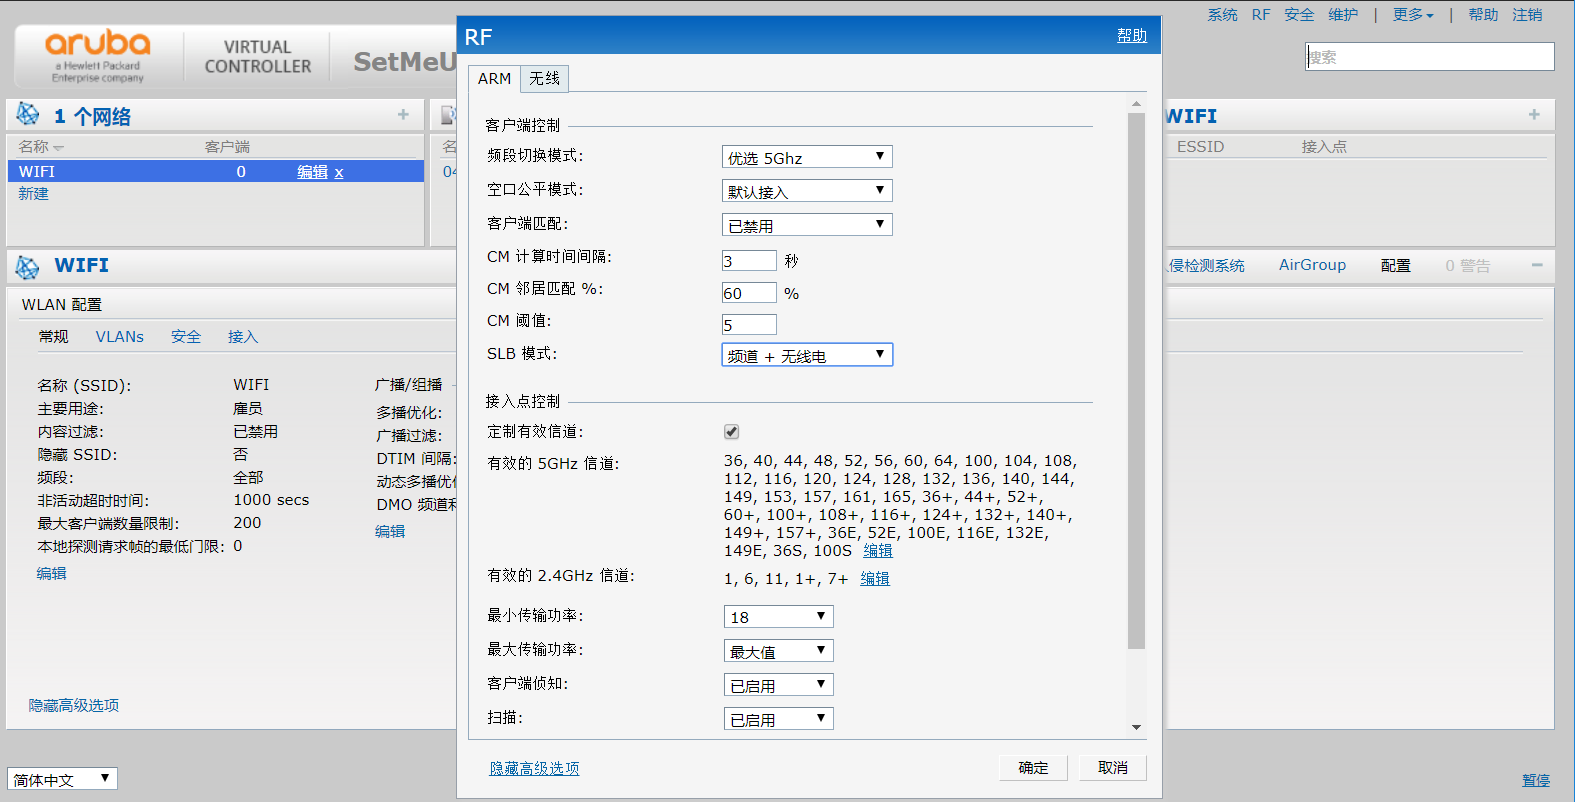 系统 RF 安全 维护 | 更多 | 帮助 注销
搜索
aruba
a Hewlett Packard
Enterprise company
VIRTUAL
CONTROLLER
SetMeU
1 个网络 +
名称 客户端
WIFI 0 编辑 x
新建
名
04
WIFI +
ESSID 接入点
WIFI
侵检测系统 AirGroup 配置 0 警告 −
WLAN 配置
常规 VLANs 安全 接入
名称 (SSID): WIFI
主要用途: 雇员
内容过滤: 已禁用
隐藏 SSID: 否
频段: 全部
非活动超时时间: 1000 secs
最大客户端数量限制: 200
本地探测请求帧的最低门限: 0
编辑
广播/组播
多播优化:
广播过滤:
DTIM 间隔:
动态多播优
DMO 频道
编辑
隐藏高级选项
简体中文
暂停
RF 帮助
ARM 无线
客户端控制
频段切换模式: 优选 5Ghz
空口公平模式: 默认接入
客户端匹配: 已禁用
CM 计算时间间隔: 3 秒
CM 邻居匹配 %: 60 %
CM 阈值: 5
SLB 模式: 频道 + 无线电
接入点控制
定制有效信道:
有效的 5GHz 信道: 36, 40, 44, 48, 52, 56, 60, 64, 100, 104, 108,
112, 116, 120, 124, 128, 132, 136, 140, 144,
149, 153, 157, 161, 165, 36+, 44+, 52+,
60+, 100+, 108+, 116+, 124+, 132+, 140+,
149+, 157+, 36E, 52E, 100E, 116E, 132E,
149E, 36S, 100S 编辑
有效的 2.4GHz 信道: 1, 6, 11, 1+, 7+ 编辑
最小传输功率: 18
最大传输功率: 最大值
客户端侦知: 已启用
扫描: 已启用
隐藏高级选项 确定 取消